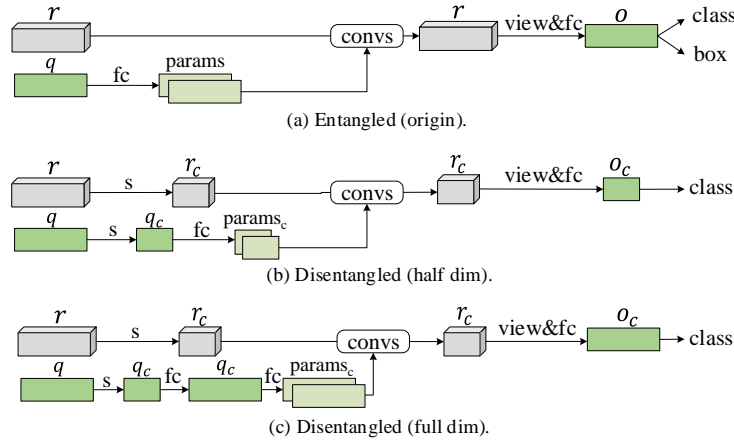 r
r
class
convs
view&fc
o
q
params
box
fc
(a) Entangled (origin).
r
r_c
r_c
view&fc
o_c
s
convs
class
q
q_c
params_c
s
fc
(b) Disentangled (half dim).
r
r_c
r_c
view&fc
o_c
s
convs
class
q
q_c
fc
q_c
fc
params_c
s
(c) Disentangled (full dim).